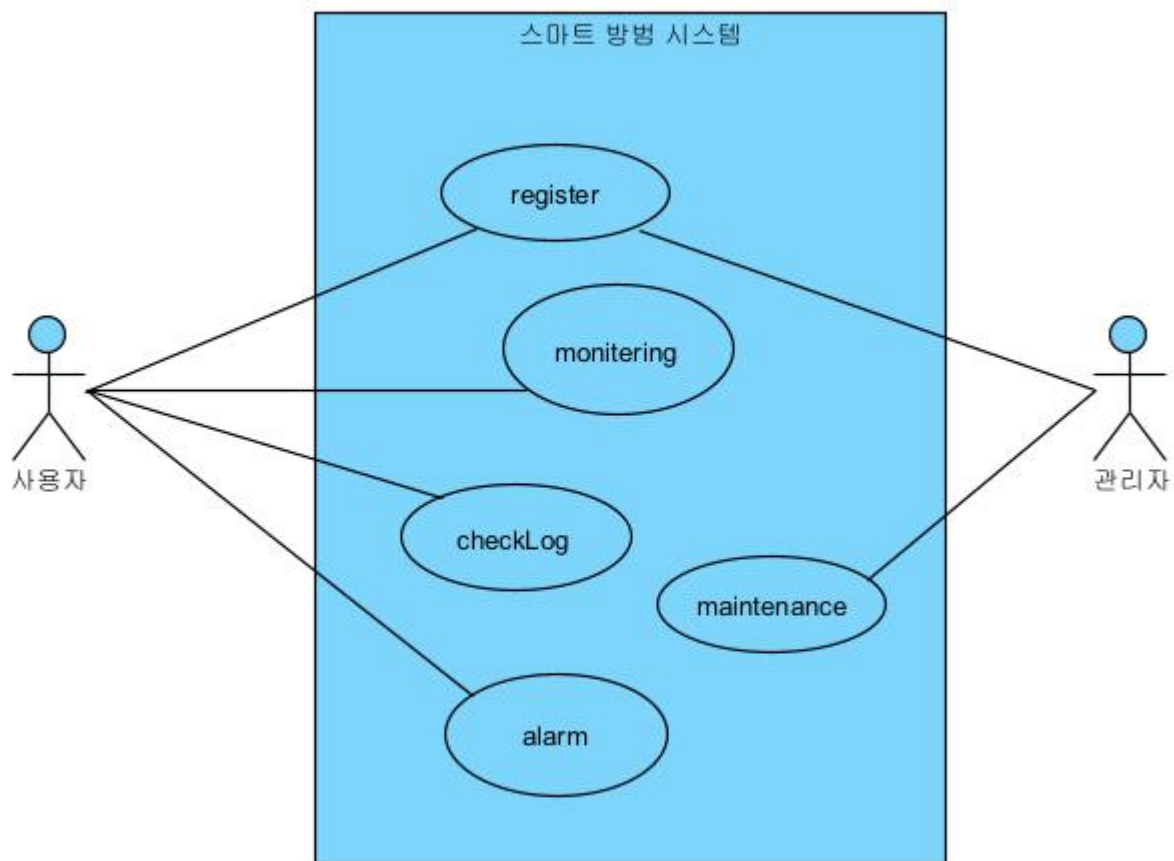 스마트 방범 시스템
register
monitering
사용자
관리자
checkLog
maintenance
alarm